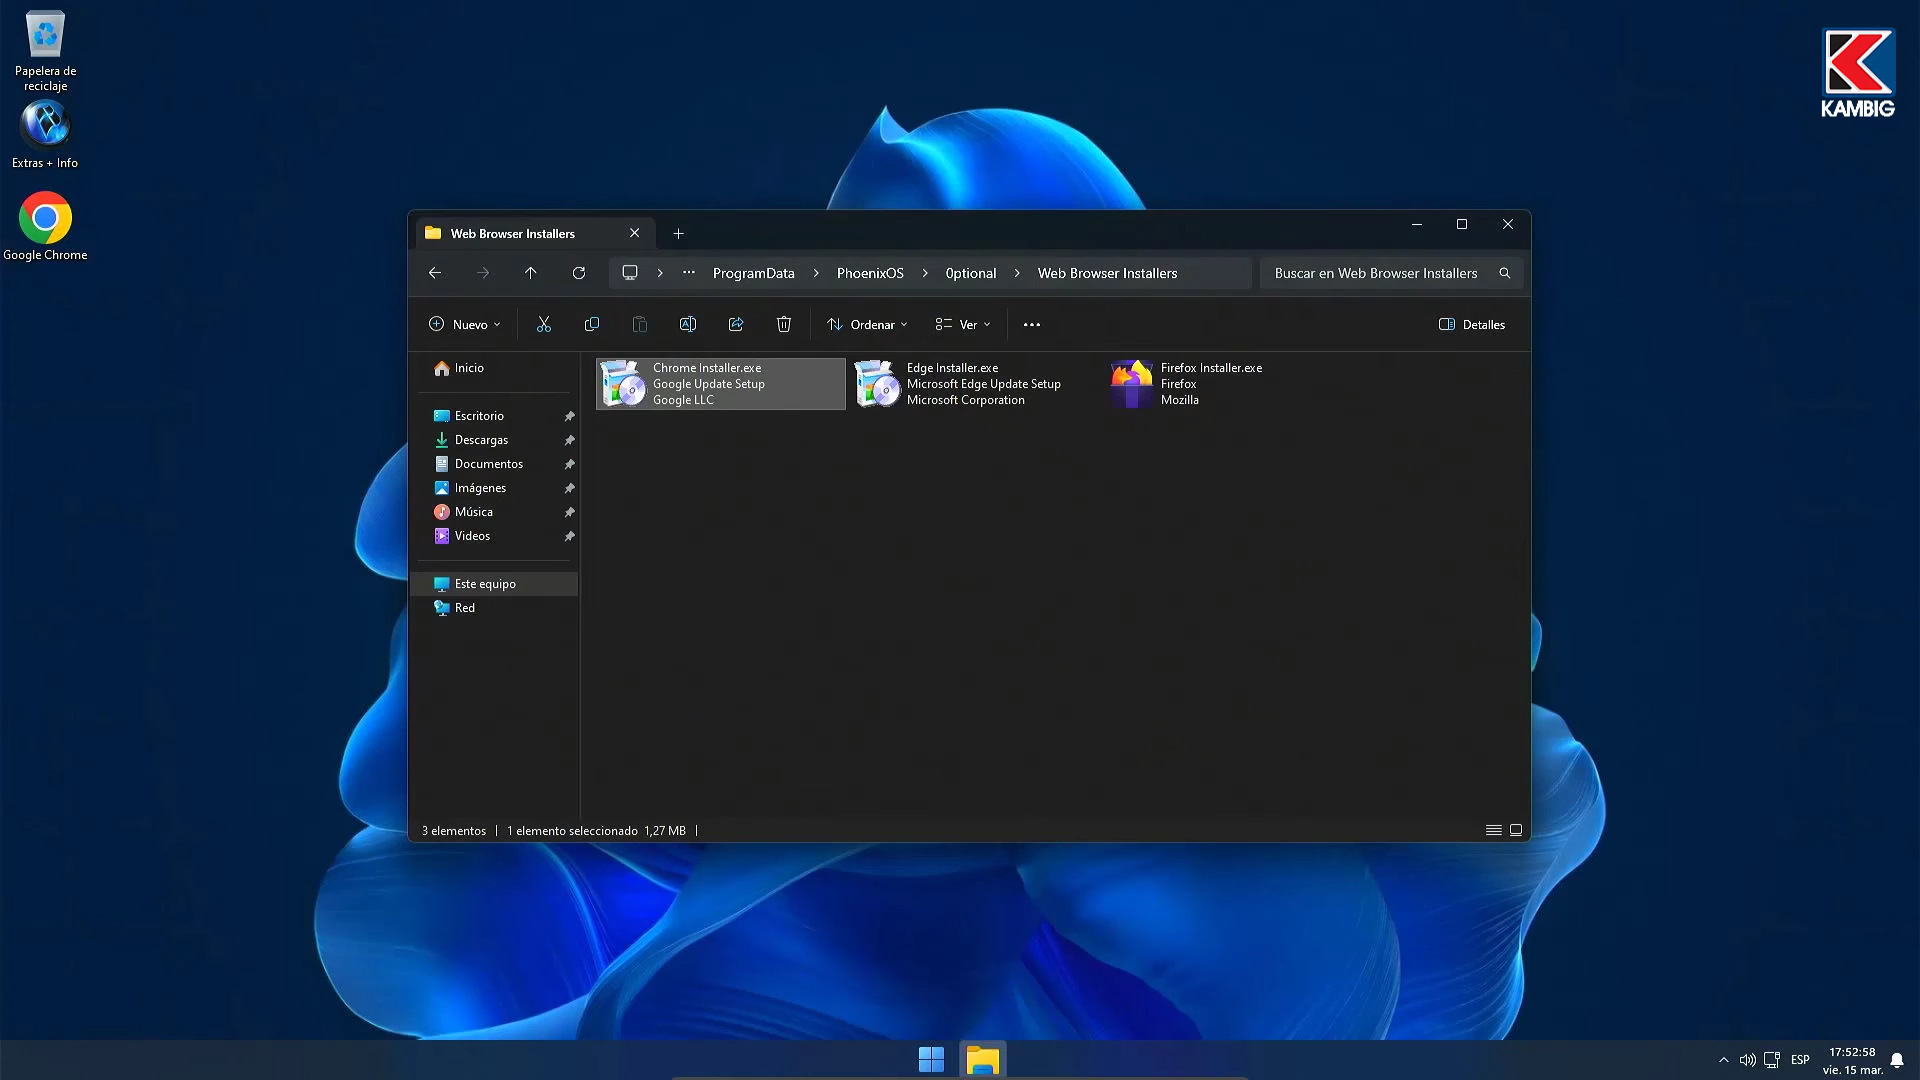 Papelera de
reciclaje
Extras + Info
Google Chrome
KAMBIG
Web Browser Installers
ProgramData
PhoenixOS
0ptional
Web Browser Installers
Buscar en Web Browser Installers
Nuevo
Ordenar
Ver
Detalles
Inicio
Escritorio
Descargas
Documentos
Imágenes
Música
Videos
Este equipo
Red
Chrome Installer.exe
Google Update Setup
Google LLC
Edge Installer.exe
Microsoft Edge Update Setup
Microsoft Corporation
Firefox Installer.exe
Firefox
Mozilla
3 elementos
1 elemento seleccionado 1,27 MB
ESP
17:52:58
vie. 15 mar.